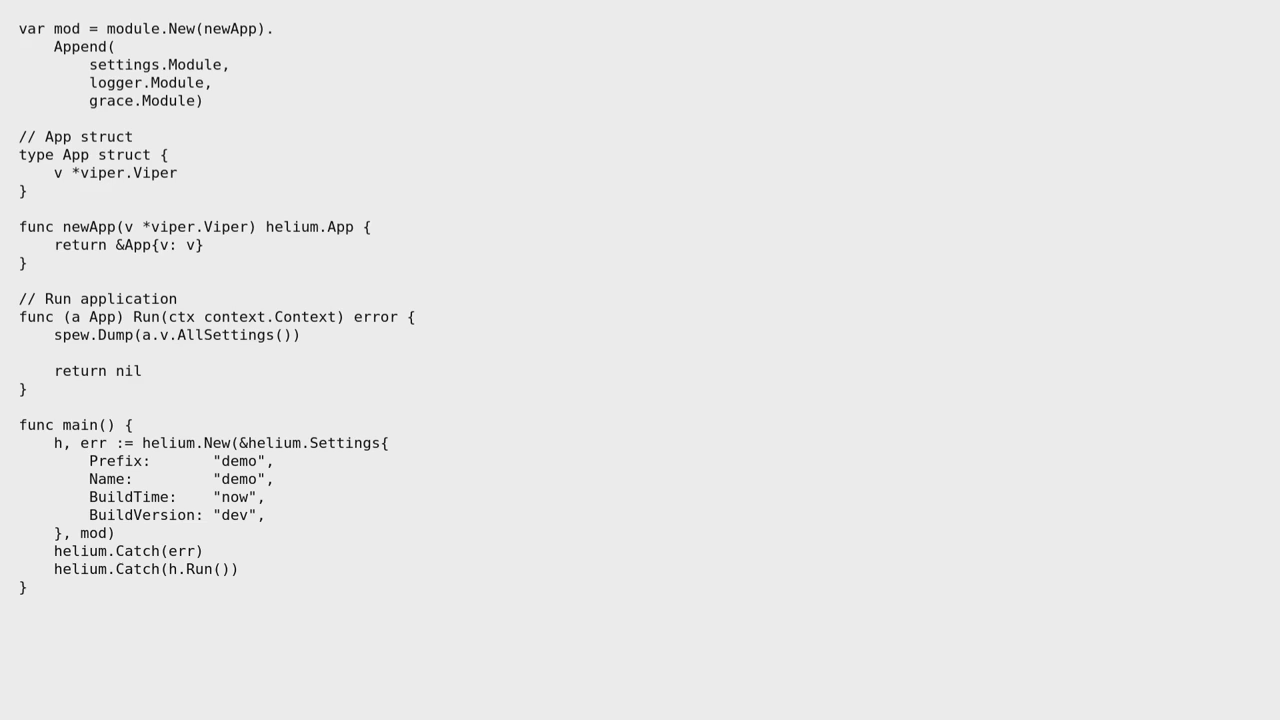 var mod = module.New(newApp).
    Append(
        settings.Module,
        logger.Module,
        grace.Module)

// App struct
type App struct {
    v *viper.Viper
}

func newApp(v *viper.Viper) helium.App {
    return &App{v: v}
}

// Run application
func (a App) Run(ctx context.Context) error {
    spew.Dump(a.v.AllSettings())

    return nil
}

func main() {
    h, err := helium.New(&helium.Settings{
        Prefix:       "demo",
        Name:         "demo",
        BuildTime:    "now",
        BuildVersion: "dev",
    }, mod)
    helium.Catch(err)
    helium.Catch(h.Run())
}